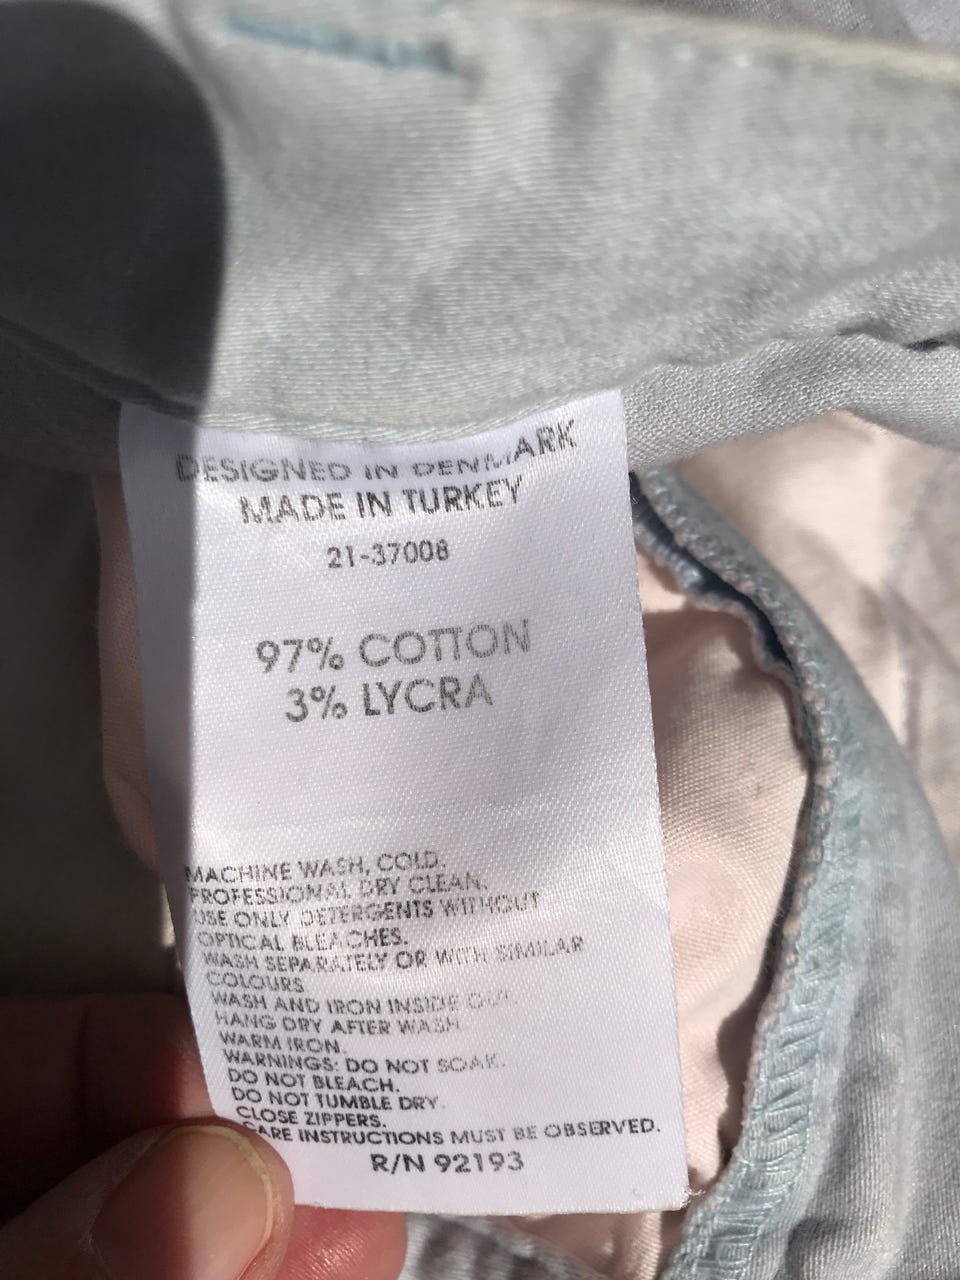 DESIGNED IN DENMARK
MADE IN TURKEY
21-37008
97% COTTON
3% LYCRA
MACHINE WASH, COLD.
PROFESSIONAL DRY CLEAN.
USE ONLY DETERGENTS WITHOUT
OPTICAL BLEACHES.
WASH SEPARATELY OR WITH SIMILAR
COLOURS
WASH AND IRON INSIDE OUT.
HANG DRY AFTER WASH.
WARM IRON.
WARNINGS: DO NOT SOAK.
DO NOT BLEACH.
DO NOT TUMBLE DRY.
CLOSE ZIPPERS.
CARE INSTRUCTIONS MUST BE OBSERVED.
R/N 92193